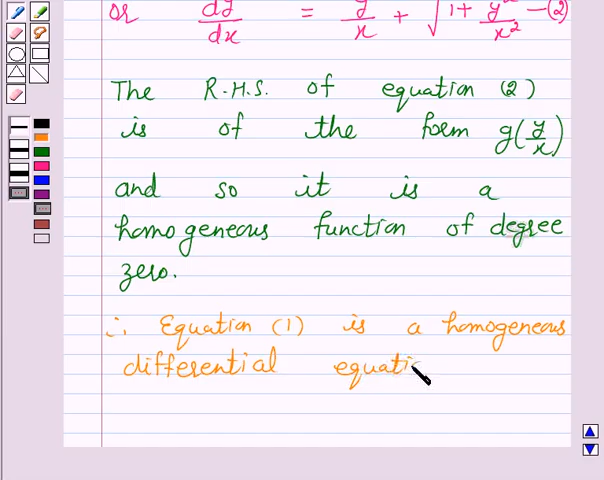 or dy/dx = y/x + √1+ y²/x² -(2)
The R.H.S. of equation (2)
is of the form g(y/x)
and so it is a
homogeneous function of degree
zero.
∴ Equation (1) is a homogeneous
differential equati